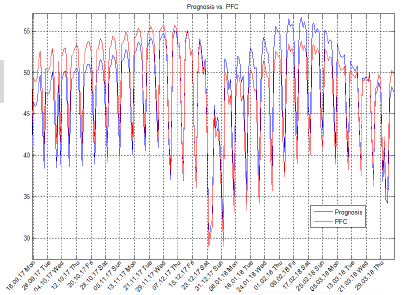 Prognosis vs. PFC
55
50
45
40
35
30
Prognosis
PFC
18.09.17 Mon
26.09.17 Tue
04.10.17 Wed
12.10.17 Thu
20.10.17 Fri
28.10.17 Sat
05.11.17 Sun
13.11.17 Mon
21.11.17 Tue
29.11.17 Wed
07.12.17 Thu
15.12.17 Fri
23.12.17 Sat
31.12.17 Sun
08.01.18 Mon
16.01.18 Tue
24.01.18 Wed
01.02.18 Thu
09.02.18 Fri
17.02.18 Sat
25.02.18 Sun
05.03.18 Mon
13.03.18 Tue
21.03.18 Wed
29.03.18 Thu